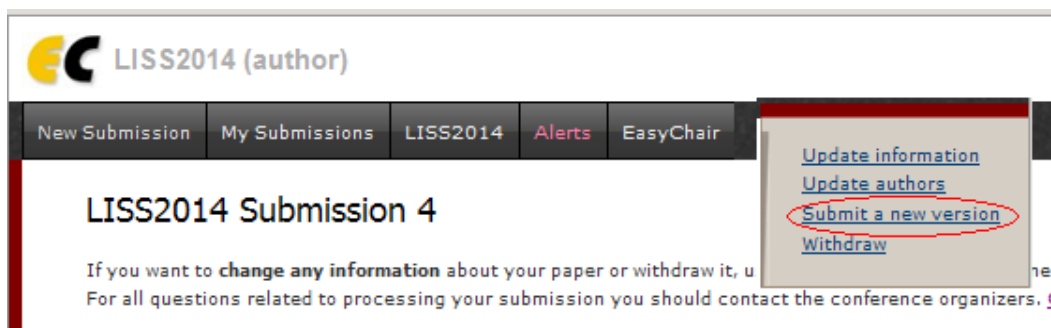 EC LISS2014 (author)
New Submission My Submissions LISS2014 Alerts EasyChair
Update information
Update authors
Submit a new version
Withdraw
LISS2014 Submission 4
If you want to change any information about your paper or withdraw it, u
For all questions related to processing your submission you should contact the conference organizers.